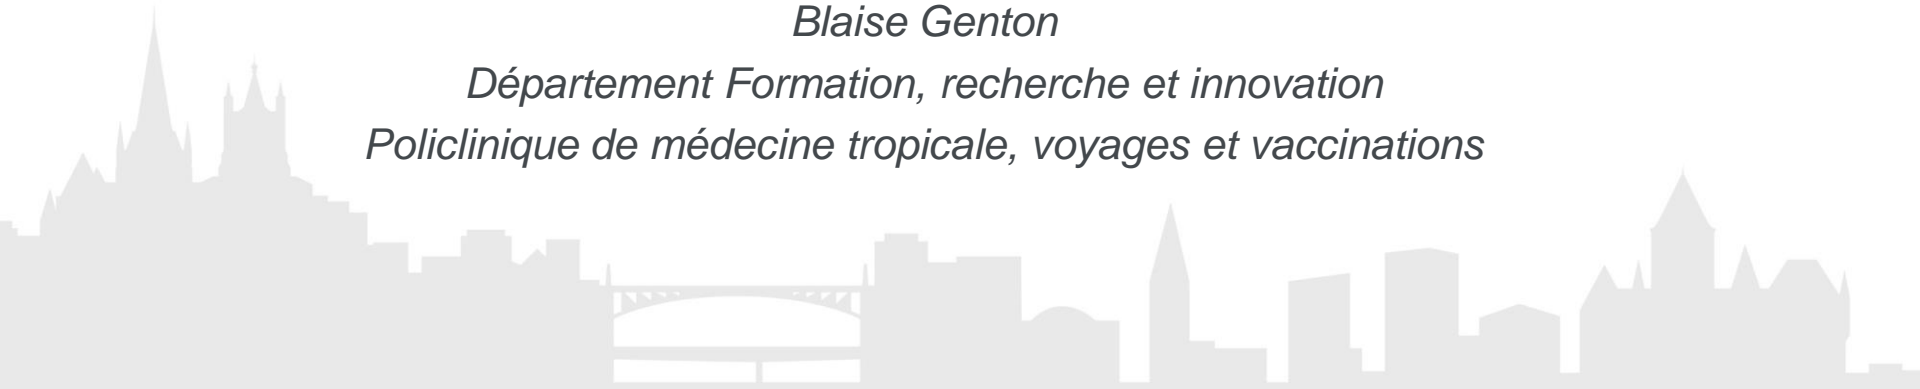 Blaise Genton
Département Formation, recherche et innovation
Policlinique de médecine tropicale, voyages et vaccinations